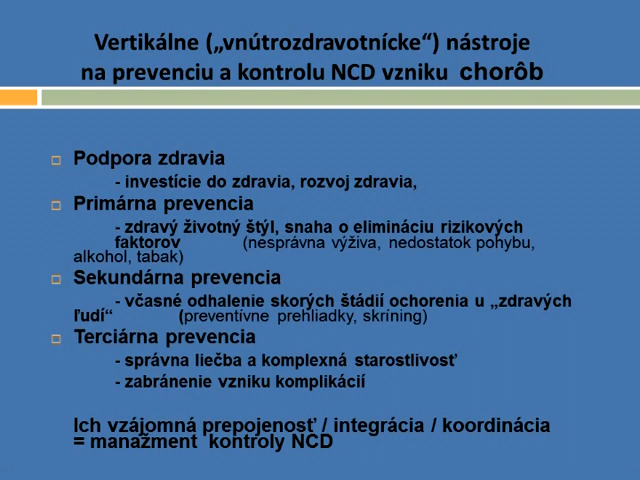 Vertikálne („vnútrozdravotnícke“) nástroje
na prevenciu a kontrolu NCD vzniku chorôb
Podpora zdravia
- investície do zdravia, rozvoj zdravia,
Primárna prevencia
- zdravý životný štýl, snaha o elimináciu rizikových
faktorov (nesprávna výživa, nedostatok pohybu,
alkohol, tabak)
Sekundárna prevencia
- včasné odhalenie skorých štádií ochorenia u „zdravých
ľudí“ (preventívne prehliadky, skríning)
Terciárna prevencia
- správna liečba a komplexná starostlivosť
- zabránenie vzniku komplikácií
Ich vzájomná prepojenosť / integrácia / koordinácia
= manažment kontroly NCD